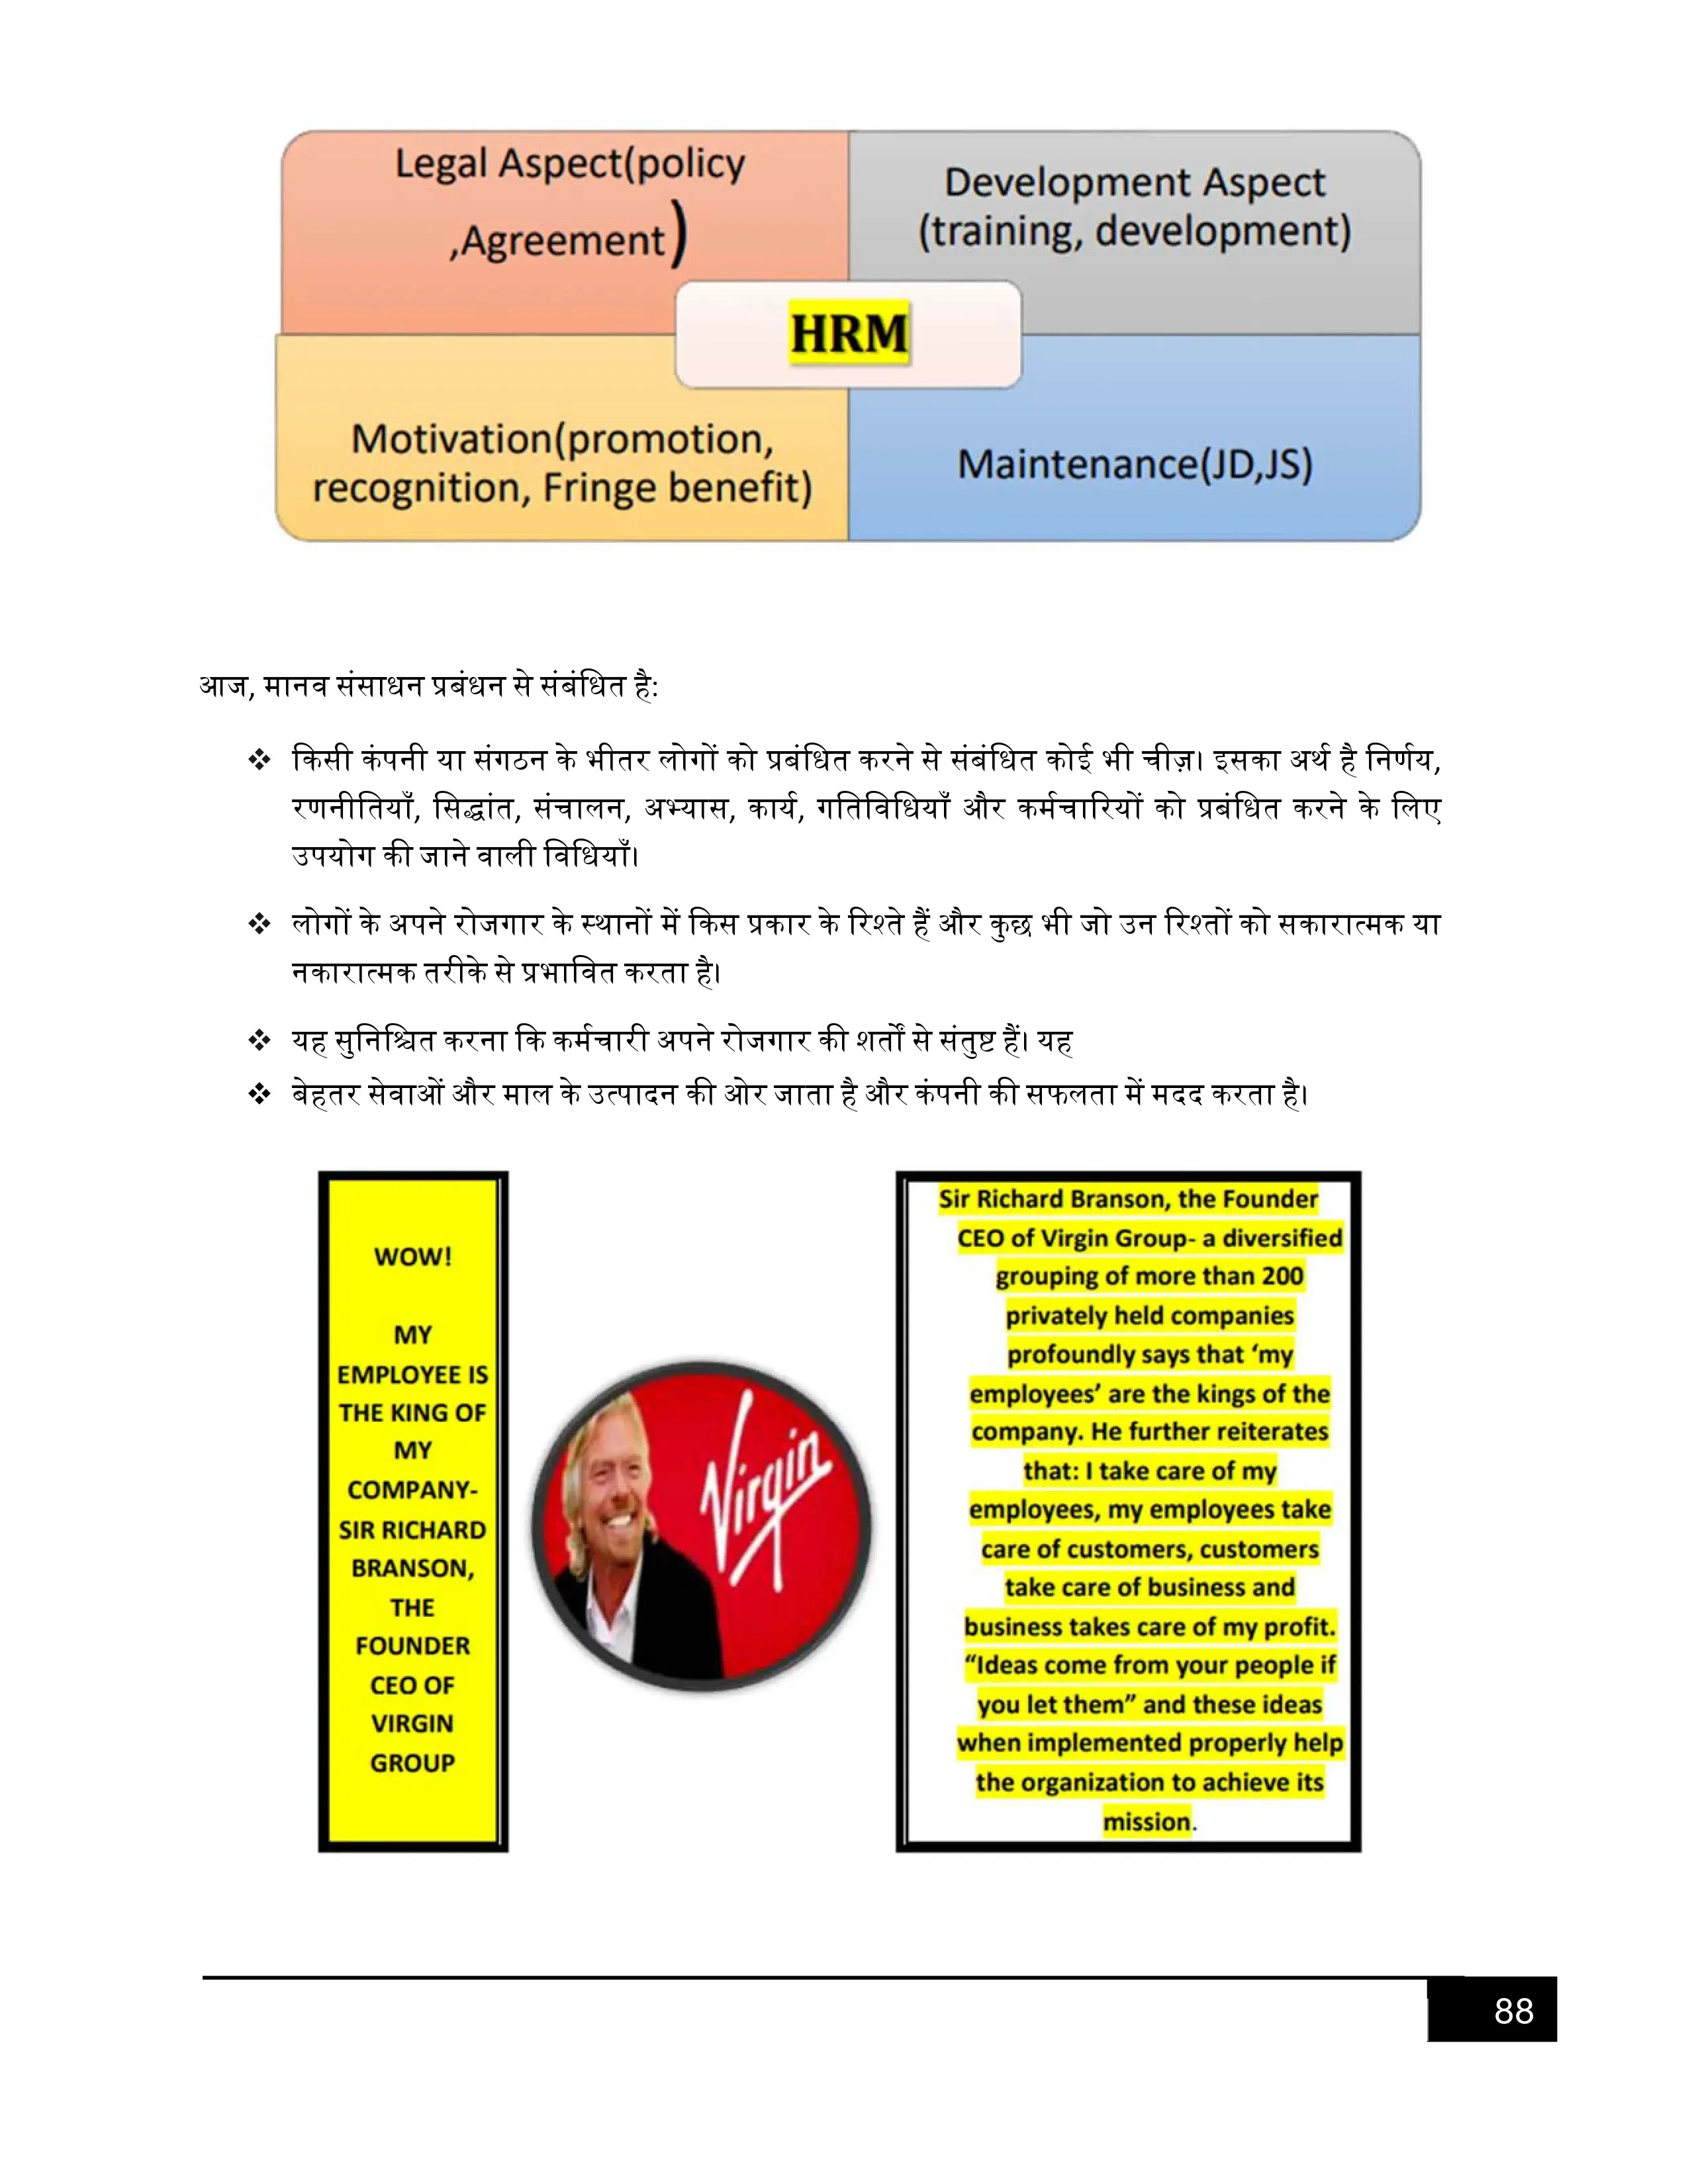 Legal Aspect(policy
,Agreement)
Development Aspect
(training, development)
HRM
Motivation(promotion,
recognition, Fringe benefit)
Maintenance(JD,JS)
आज, मानव संसाधन प्रबंधन से संबंधित है:
❖ किसी कंपनी या संगठन के भीतर लोगों को प्रबंधित करने से संबंधित कोई भी चीज़। इसका अर्थ है निर्णय,
रणनीतियाँ, सिद्धांत, संचालन, अभ्यास, कार्य, गतिविधियाँ और कर्मचारियों को प्रबंधित करने के लिए
उपयोग की जाने वाली विधियाँ।
❖ लोगों के अपने रोजगार के स्थानों में किस प्रकार के रिश्ते हैं और कुछ भी जो उन रिश्तों को सकारात्मक या
नकारात्मक तरीके से प्रभावित करता है।
❖ यह सुनिश्चित करना कि कर्मचारी अपने रोजगार की शर्तों से संतुष्ट हैं। यह
❖ बेहतर सेवाओं और माल के उत्पादन की ओर जाता है और कंपनी की सफलता में मदद करता है।
WOW!
MY
EMPLOYEE IS
THE KING OF
MY
COMPANY-
SIR RICHARD
BRANSON,
THE
FOUNDER
CEO OF
VIRGIN
GROUP
Virgin
Sir Richard Branson, the Founder
CEO of Virgin Group- a diversified
grouping of more than 200
privately held companies
profoundly says that ‘my
employees’ are the kings of the
company. He further reiterates
that: I take care of my
employees, my employees take
care of customers, customers
take care of business and
business takes care of my profit.
“Ideas come from your people if
you let them” and these ideas
when implemented properly help
the organization to achieve its
mission.
88